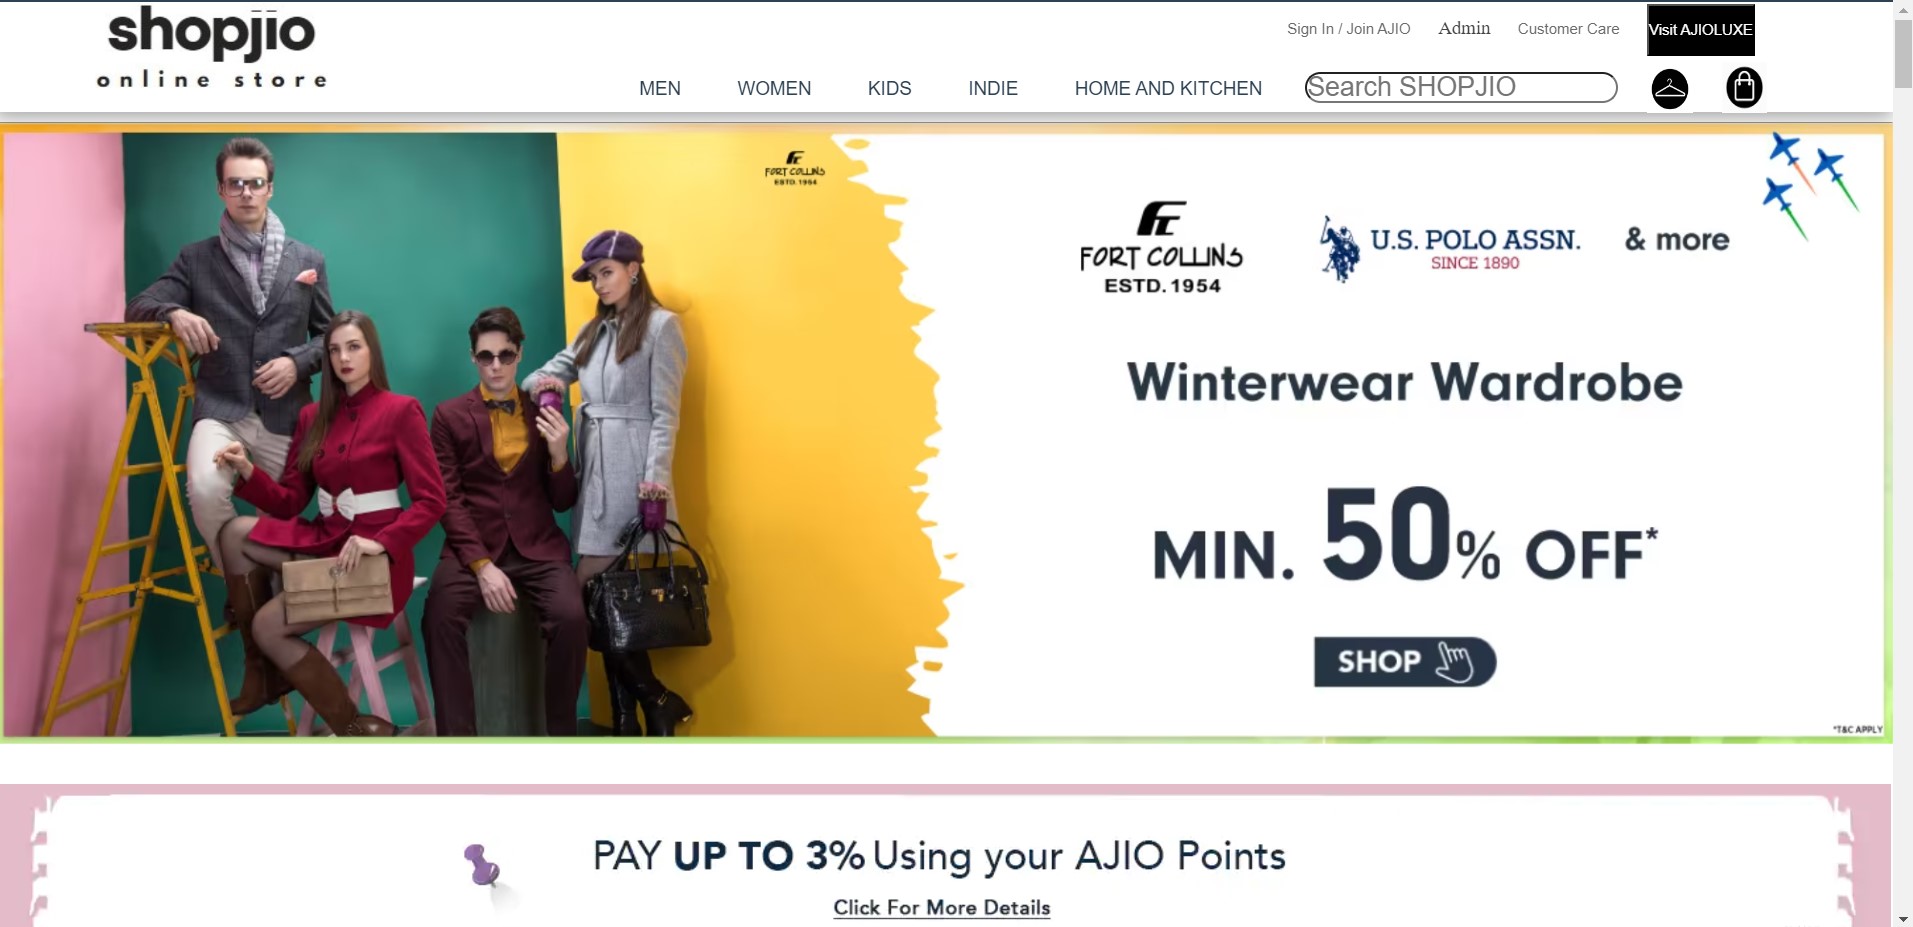 shopjio
online store
Sign In / Join AJIO
Admin
Customer Care
Visit AJIOLUXE
MEN
WOMEN
KIDS
INDIE
HOME AND KITCHEN
Search SHOPJIO
FORT COLLINS
ESTD. 1954
FORT COLLINS
ESTD. 1954
U.S. POLO ASSN.
SINCE 1890
& more
Winterwear Wardrobe
MIN. 50% OFF*
SHOP
*T&C APPLY
PAY UP TO 3% Using your AJIO Points
Click For More Details